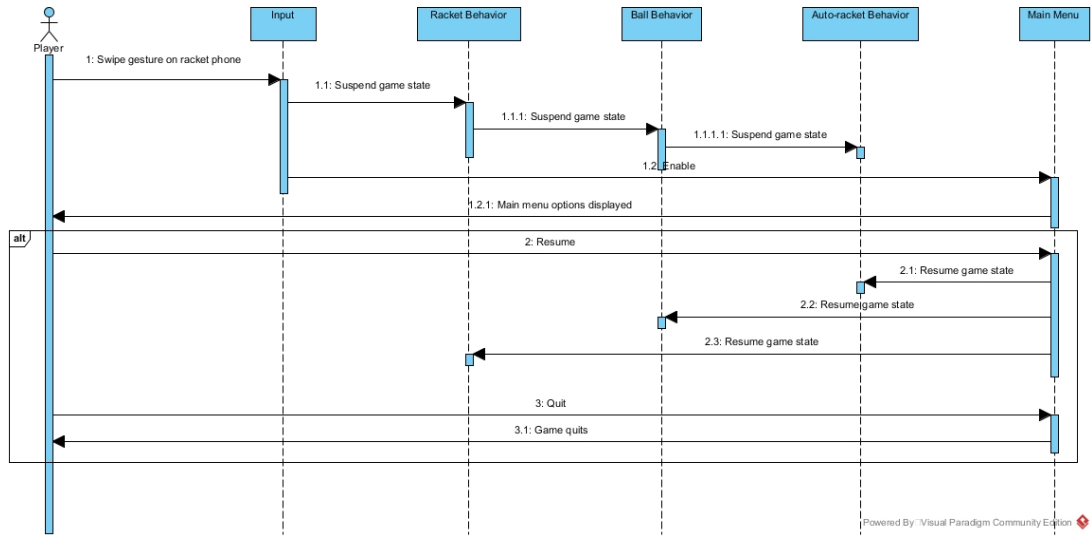 Input
Racket Behavior
Ball Behavior
Auto-racket Behavior
Main Menu
Player
1: Swipe gesture on racket phone
1.1: Suspend game state
1.1.1: Suspend game state
1.1.1.1: Suspend game state
1.2: Enable
1.2.1: Main menu options displayed
alt
2: Resume
2.1: Resume game state
2.2: Resume game state
2.3: Resume game state
3: Quit
3.1: Game quits
Powered By Visual Paradigm Community Edition